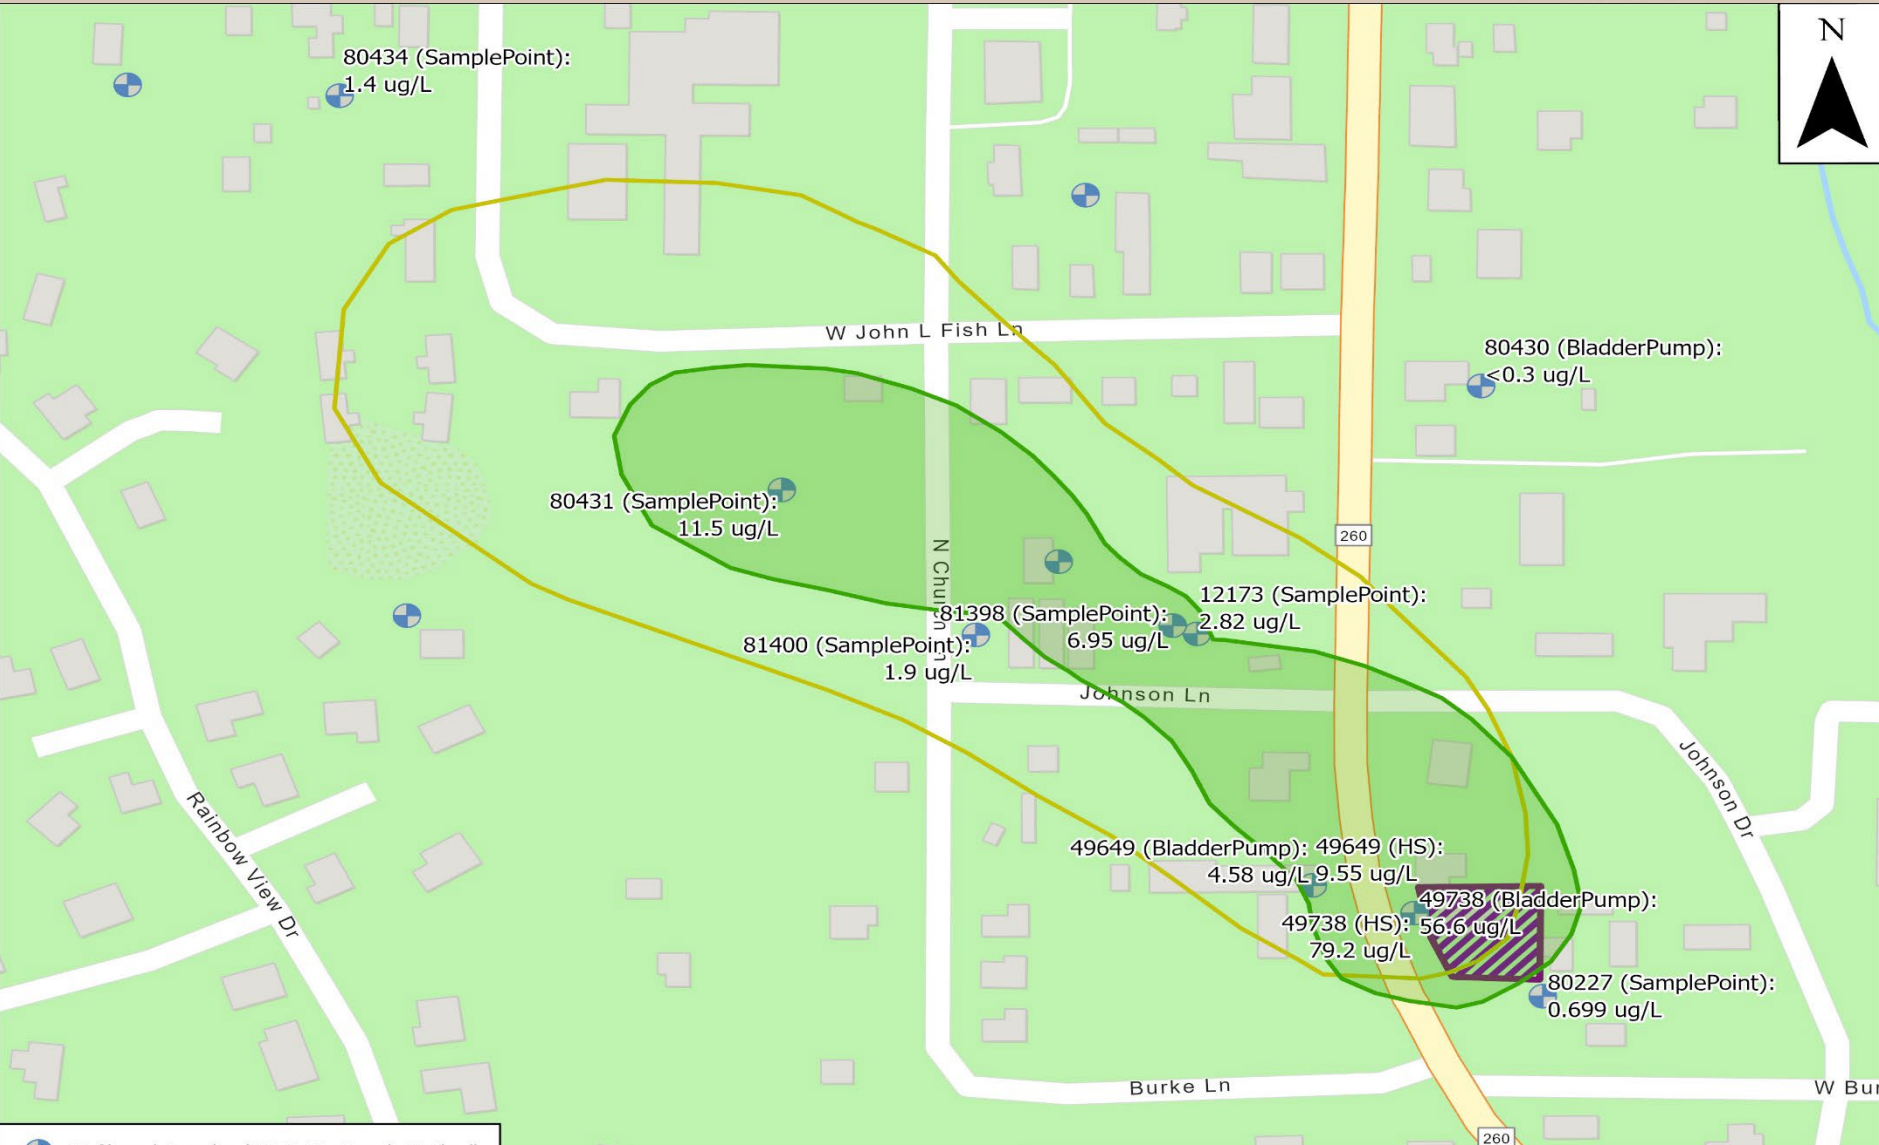 N
80434 (SamplePoint):
1.4 ug/L
W John L Fish Ln
80430 (BladderPump):
<0.3 ug/L
80431 (SamplePoint):
11.5 ug/L
260
12173 (SamplePoint):
2.82 ug/L
81398 (SamplePoint):
6.95 ug/L
81400 (SamplePoint):
1.9 ug/L
Johnson Ln
Johnson Dr
Rainbow View Dr
49649 (BladderPump):
4.58 ug/L
49649 (HS):
9.55 ug/L
49738 (BladderPump):
56.6 ug/L
49738 (HS):
79.2 ug/L
80227 (SamplePoint):
0.699 ug/L
Burke Ln
W Bur
260